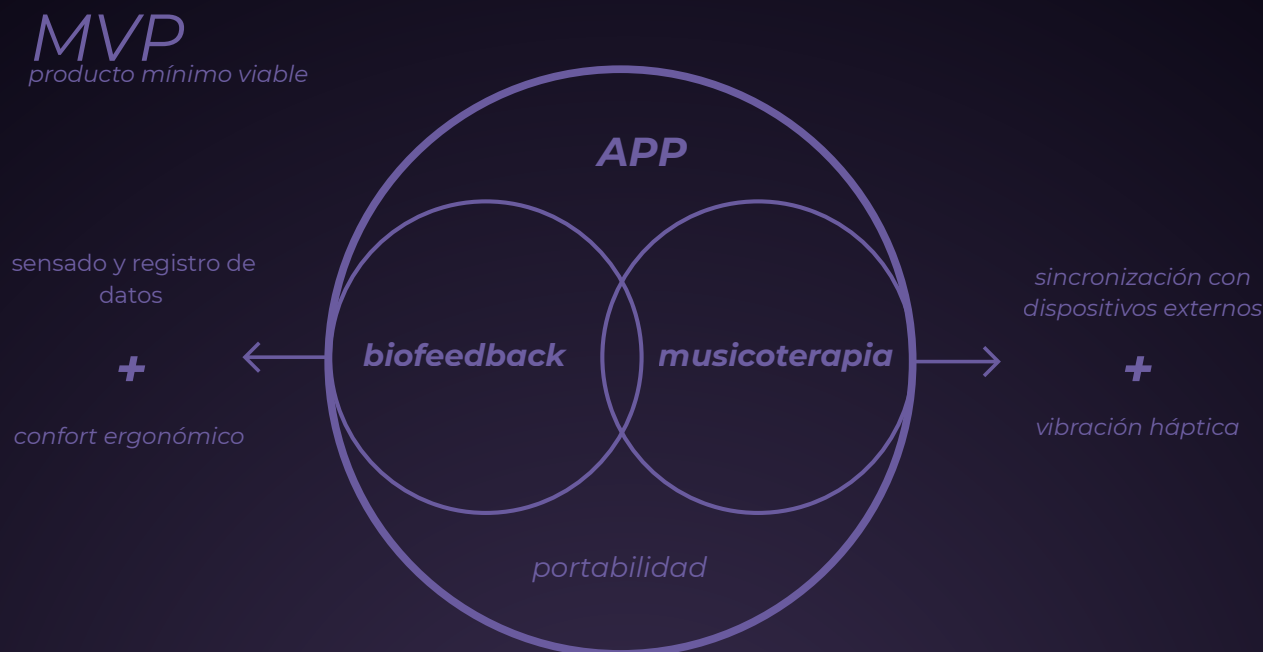 MVP
producto mínimo viable
APP
sensado y registro de
datos
+
confort ergonómico
biofeedback
musicoterapia
sincronización con
dispositivos externos
+
vibración háptica
portabilidad